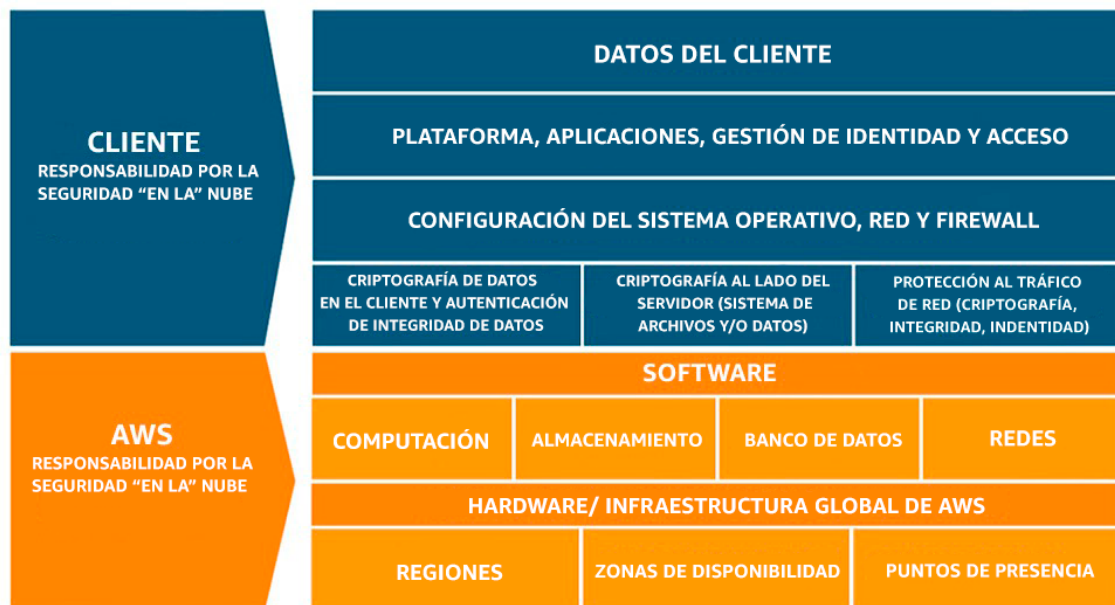 DATOS DEL CLIENTE
CLIENTE
RESPONSABILIDAD POR LA
SEGURIDAD “EN LA” NUBE
PLATAFORMA, APLICACIONES, GESTIÓN DE IDENTIDAD Y ACCESO
CONFIGURACIÓN DEL SISTEMA OPERATIVO, RED Y FIREWALL
CRIPTOGRAFÍA DE DATOS
EN EL CLIENTE Y AUTENTICACIÓN
DE INTEGRIDAD DE DATOS
CRIPTOGRAFÍA AL LADO DEL
SERVIDOR (SISTEMA DE
ARCHIVOS Y/O DATOS)
PROTECCIÓN AL TRÁFICO
DE RED (CRIPTOGRAFÍA,
INTEGRIDAD, INDENTIDAD)
AWS
RESPONSABILIDAD POR LA
SEGURIDAD “EN LA” NUBE
SOFTWARE
COMPUTACIÓN
ALMACENAMIENTO
BANCO DE DATOS
REDES
HARDWARE/ INFRAESTRUCTURA GLOBAL DE AWS
REGIONES
ZONAS DE DISPONIBILIDAD
PUNTOS DE PRESENCIA